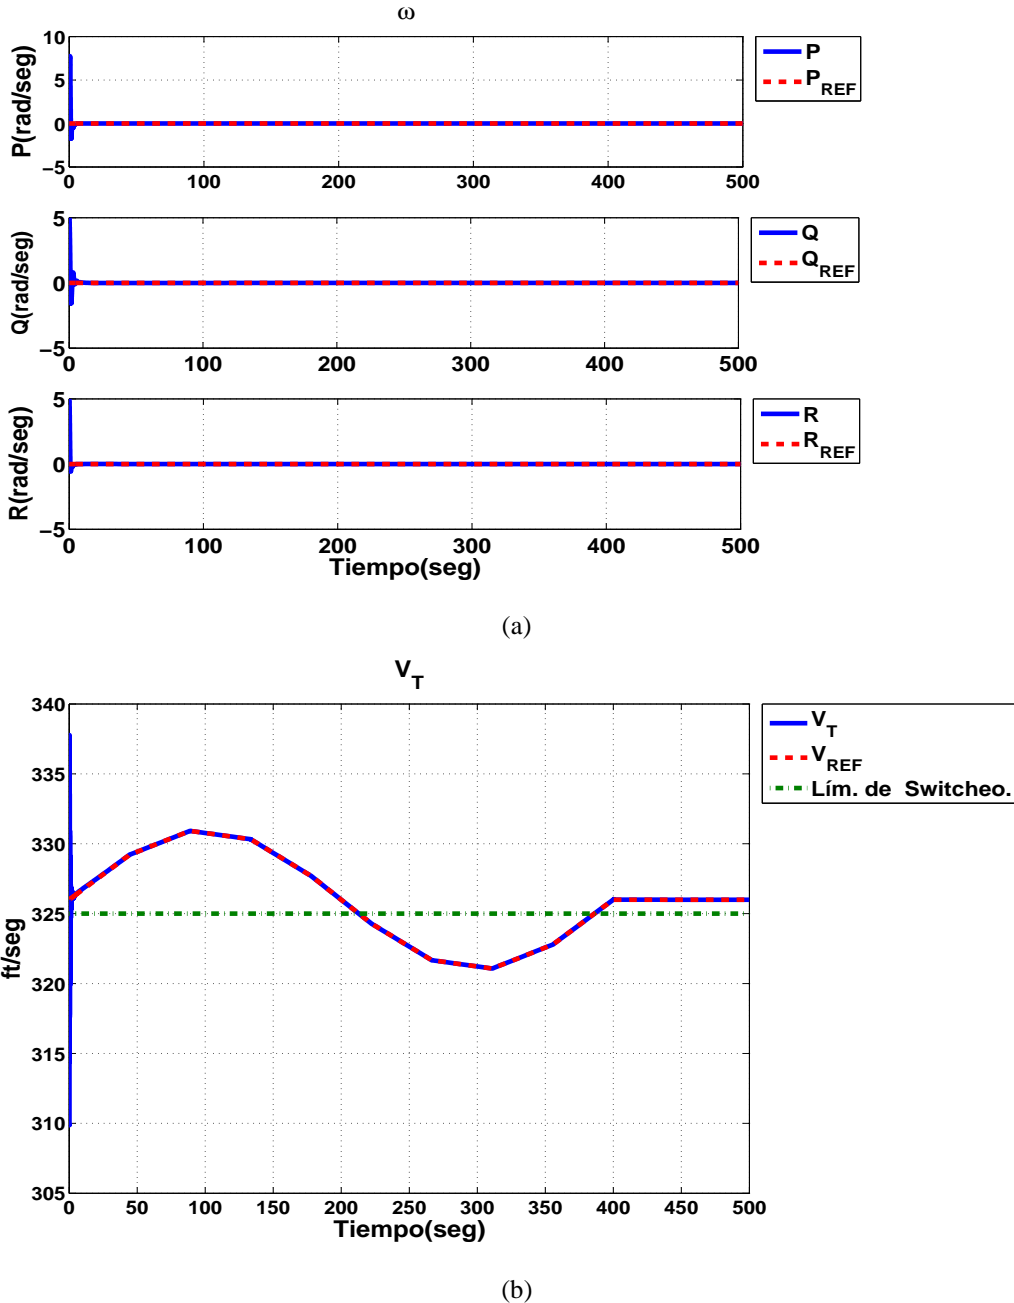 ω
10
5
0
−5
P(rad/seg)
0 100 200 300 400 500
P
P_REF
5
0
−5
Q(rad/seg)
0 100 200 300 400 500
Q
Q_REF
5
0
−5
R(rad/seg)
0 100 200 300 400 500
Tiempo(seg)
R
R_REF
(a)
V_T
340
335
330
325
320
315
310
305
ft/seg
0 50 100 150 200 250 300 350 400 450 500
Tiempo(seg)
V_T
V_REF
Lím. de Switcheo.
(b)